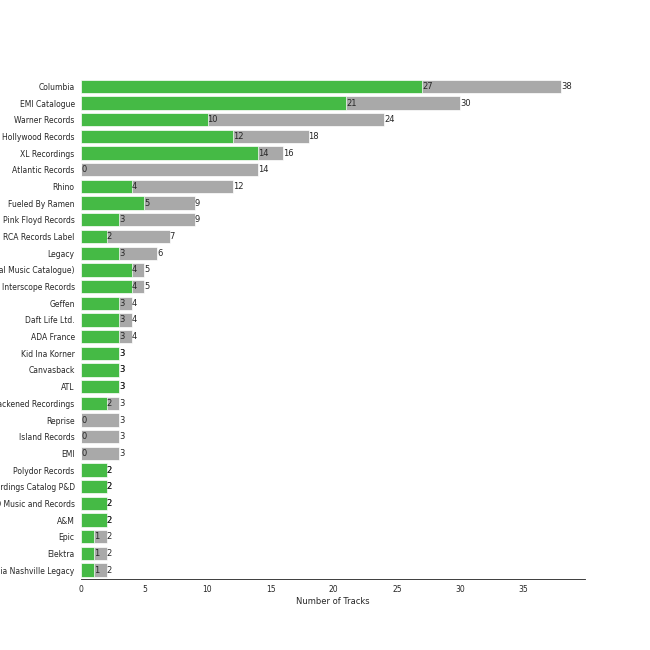 Columbia 27 38
EMI Catalogue 21 30
Warner Records 10 24
Hollywood Records 12 18
XL Recordings 14 16
Atlantic Records 0 14
Rhino 4 12
Fueled By Ramen 5 9
Pink Floyd Records 3 9
RCA Records Label 2 7
Legacy 3 6
al Music Catalogue) 4 5
Interscope Records 4 5
Geffen 3 4
Daft Life Ltd. 3 4
ADA France 3 4
Kid Ina Korner 3
Canvasback 3
ATL 3
ackened Recordings 2 3
Reprise 0 3
Island Records 0 3
EMI 0 3
Polydor Records 2
rdings Catalog P&D 2
Music and Records 2
A&M 2
Epic 1 2
Elektra 1 2
ia Nashville Legacy 1 2
0 5 10 15 20 25 30 35
Number of Tracks